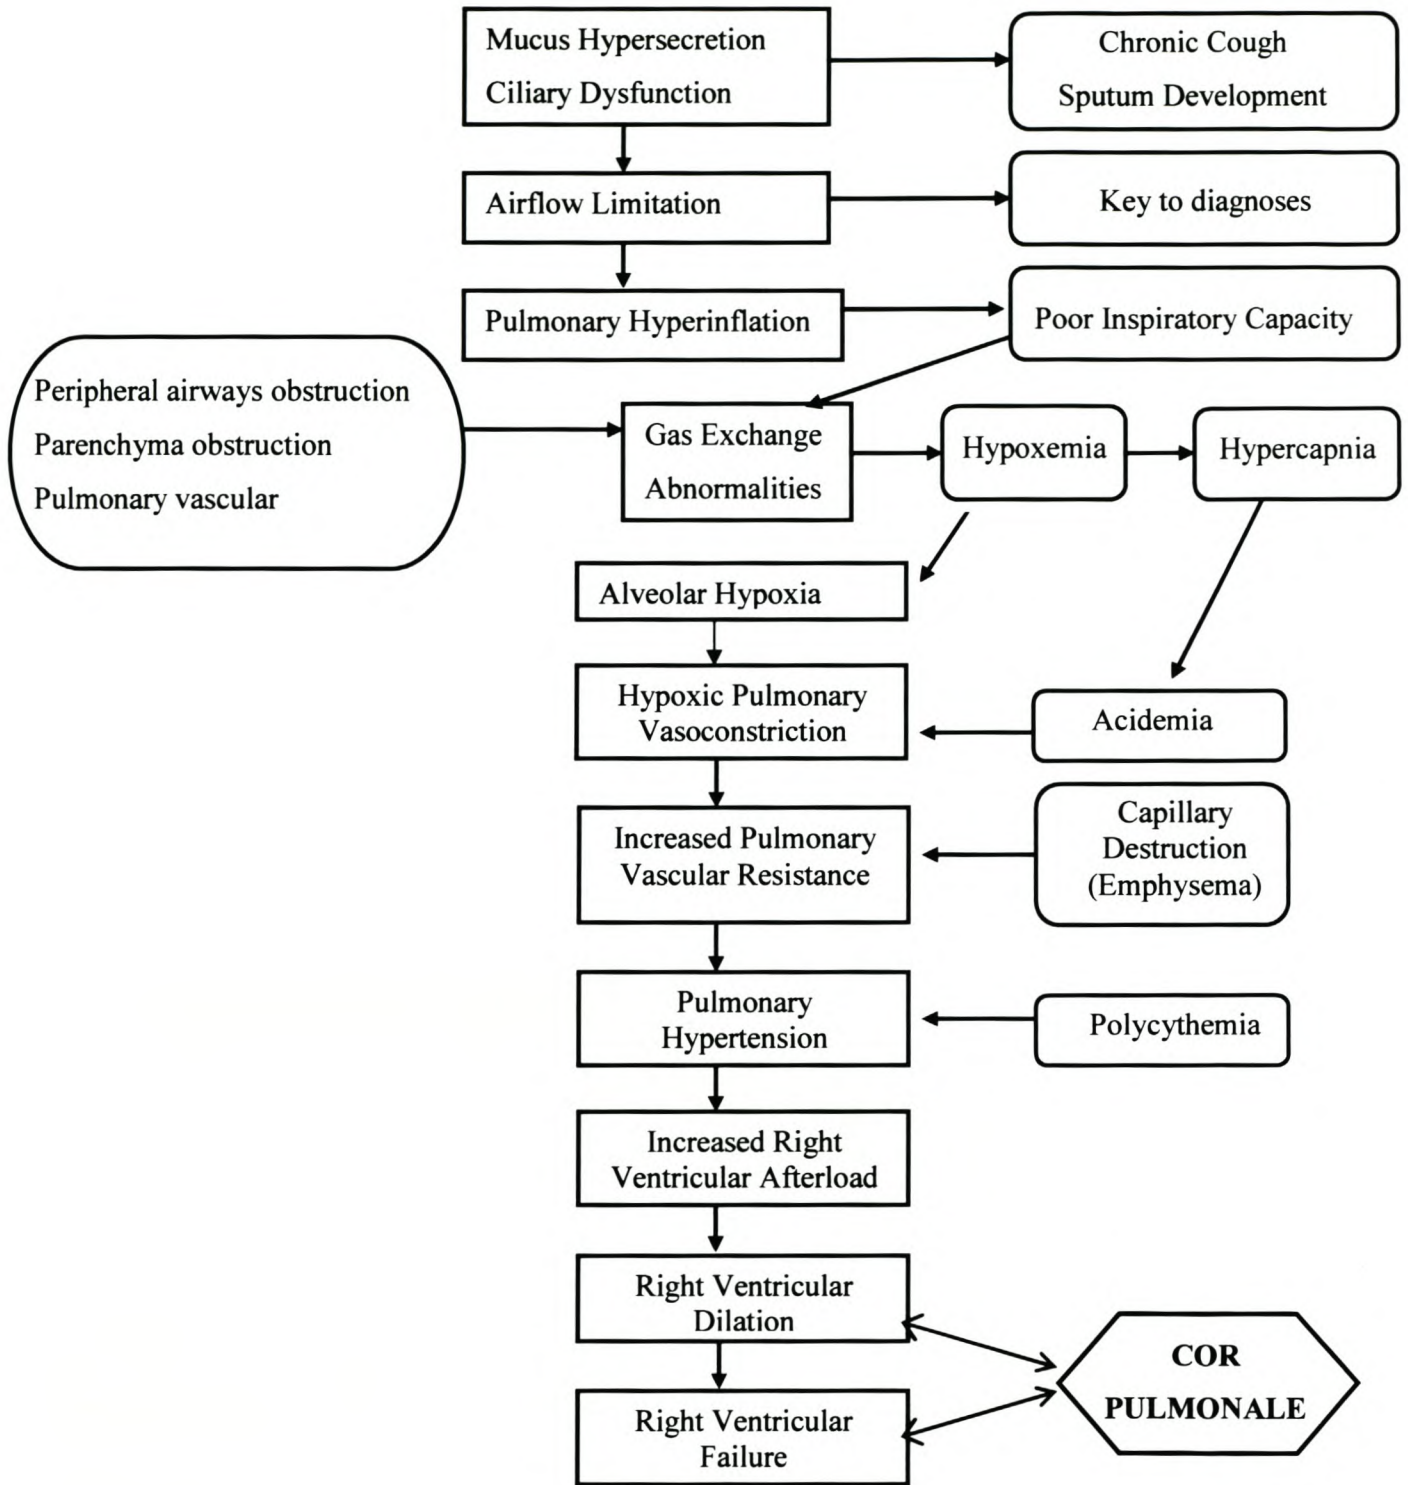 Mucus Hypersecretion
Ciliary Dysfunction
Chronic Cough
Sputum Development
Airflow Limitation
Key to diagnoses
Pulmonary Hyperinflation
Poor Inspiratory Capacity
Peripheral airways obstruction
Parenchyma obstruction
Pulmonary vascular
Gas Exchange
Abnormalities
Hypoxemia
Hypercapnia
Alveolar Hypoxia
Hypoxic Pulmonary
Vasoconstriction
Acidemia
Increased Pulmonary
Vascular Resistance
Capillary
Destruction
(Emphysema)
Pulmonary
Hypertension
Polycythemia
Increased Right
Ventricular Afterload
Right Ventricular
Dilation
COR
PULMONALE
Right Ventricular
Failure